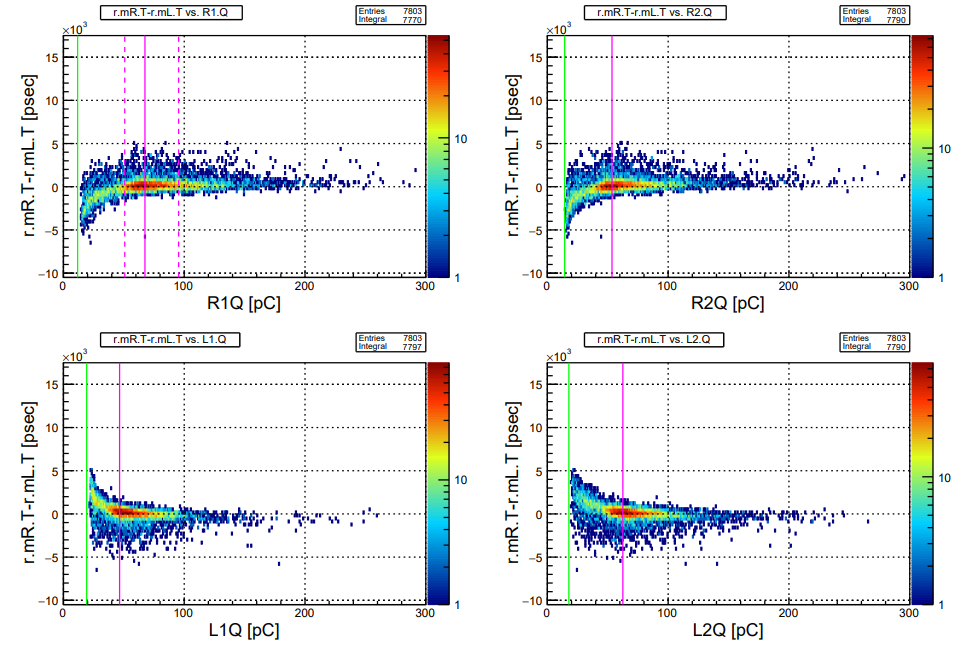 r.mR.T-r.mL.T vs. R1.Q
Entries 7803
Integral 7770
×10³
r.mR.T-r.mL.T [psec]
15
10
5
0
−5
−10
0 100 200 300
R1Q [pC]
10
1
r.mR.T-r.mL.T vs. R2.Q
Entries 7803
Integral 7790
×10³
r.mR.T-r.mL.T [psec]
15
10
5
0
−5
−10
0 100 200 300
R2Q [pC]
10
1
r.mR.T-r.mL.T vs. L1.Q
Entries 7803
Integral 7797
×10³
r.mR.T-r.mL.T [psec]
15
10
5
0
−5
−10
0 100 200 300
L1Q [pC]
10
1
r.mR.T-r.mL.T vs. L2.Q
Entries 7803
Integral 7790
×10³
r.mR.T-r.mL.T [psec]
15
10
5
0
−5
−10
0 100 200 300
L2Q [pC]
10
1